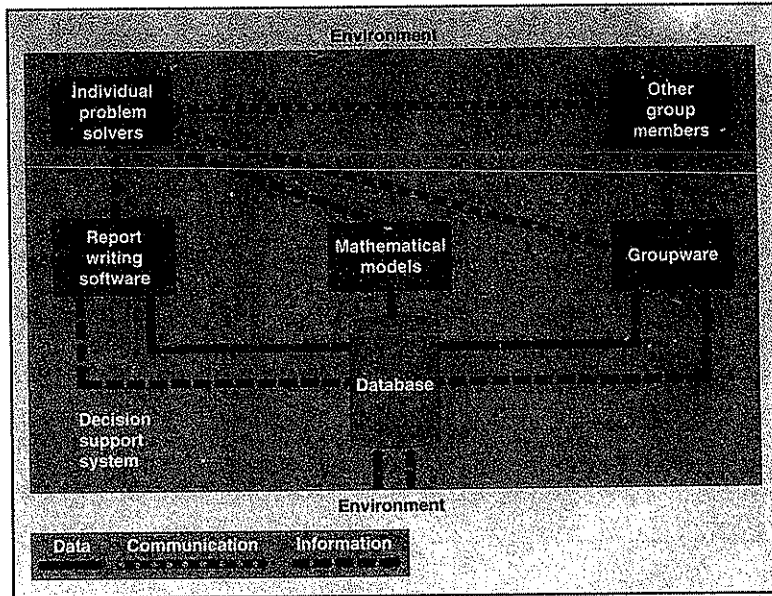 Environment
Individual
problem
solvers
Other
group
members
Report
writing
software
Mathematical
models
Groupware
Database
Decision
support
system
Environment
Data Communication Information